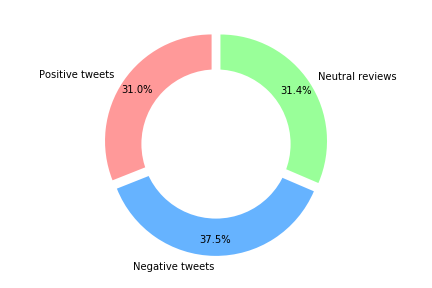 Positive tweets
31.0%
Neutral reviews
31.4%
37.5%
Negative tweets